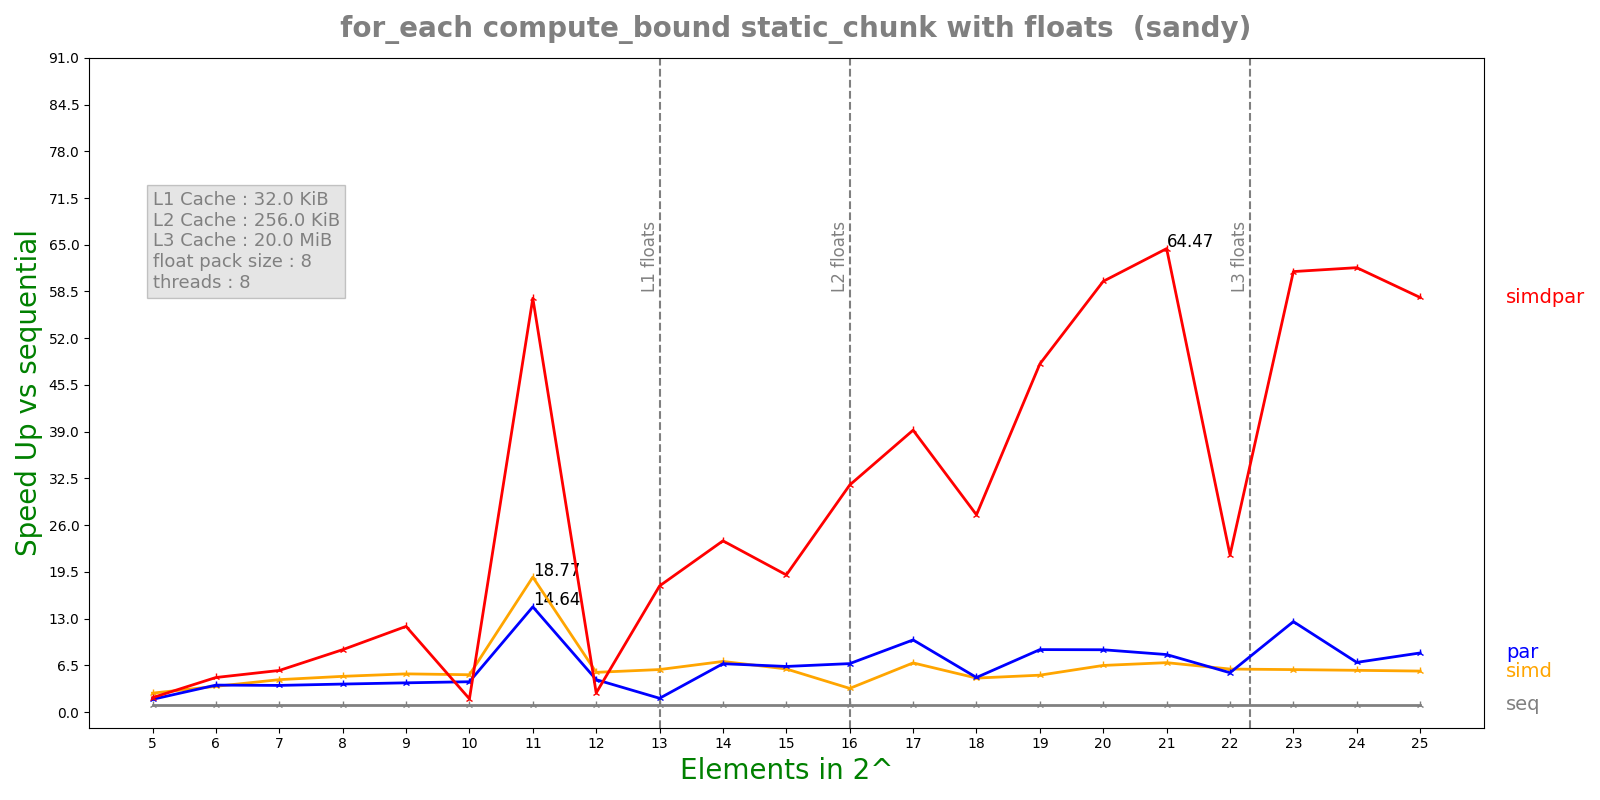 for_each compute_bound static_chunk with floats (sandy)
91.0
84.5
78.0
71.5
65.0
58.5
52.0
45.5
39.0
32.5
26.0
19.5
13.0
6.5
0.0
Speed Up vs sequential
L1 Cache : 32.0 KiB
L2 Cache : 256.0 KiB
L3 Cache : 20.0 MiB
float pack size : 8
threads : 8
L1 floats
L2 floats
L3 floats
64.47
18.77
14.64
simdpar
par
simd
seq
5 6 7 8 9 10 11 12 13 14 15 16 17 18 19 20 21 22 23 24 25
Elements in 2^